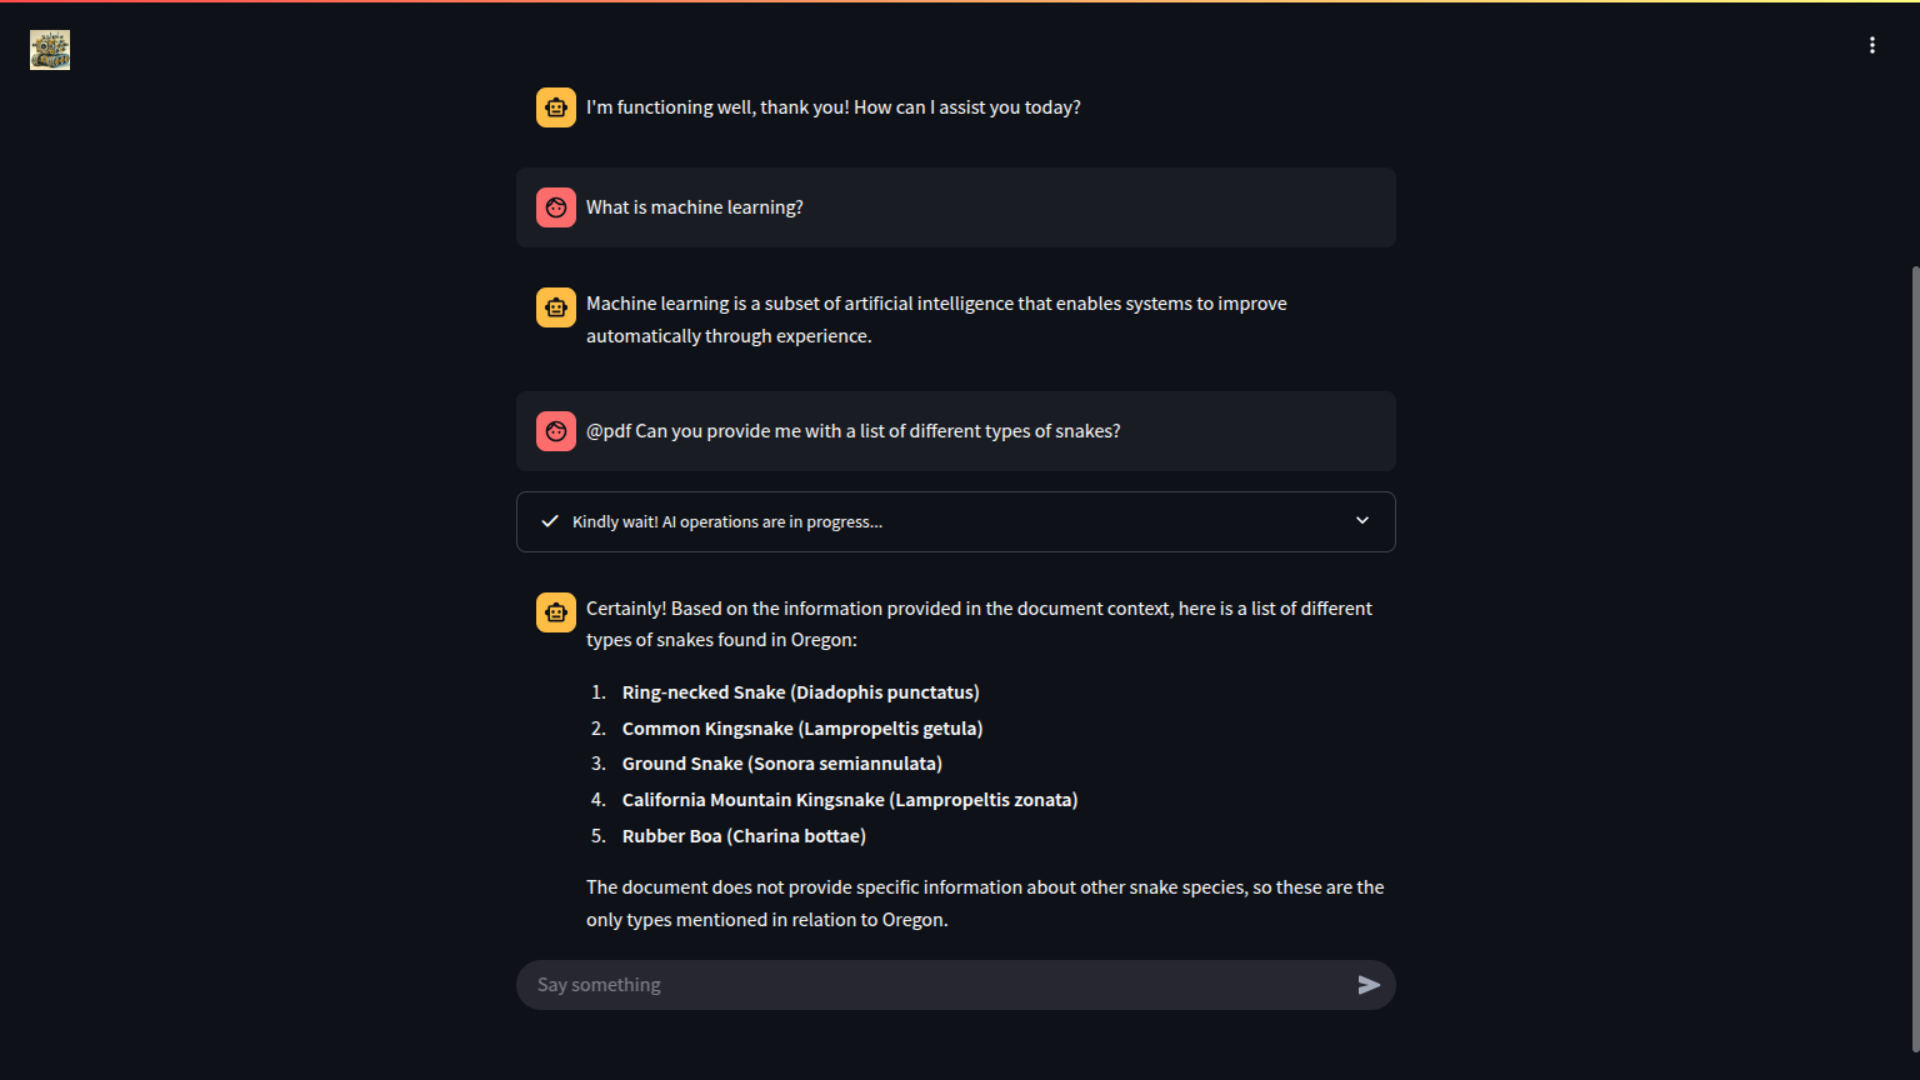 I'm functioning well, thank you! How can I assist you today?
What is machine learning?
Machine learning is a subset of artificial intelligence that enables systems to improve
automatically through experience.
@pdf Can you provide me with a list of different types of snakes?
Kindly wait! AI operations are in progress...
Certainly! Based on the information provided in the document context, here is a list of different
types of snakes found in Oregon:
1. Ring-necked Snake (Diadophis punctatus)
2. Common Kingsnake (Lampropeltis getula)
3. Ground Snake (Sonora semiannulata)
4. California Mountain Kingsnake (Lampropeltis zonata)
5. Rubber Boa (Charina bottae)
The document does not provide specific information about other snake species, so these are the
only types mentioned in relation to Oregon.
Say something